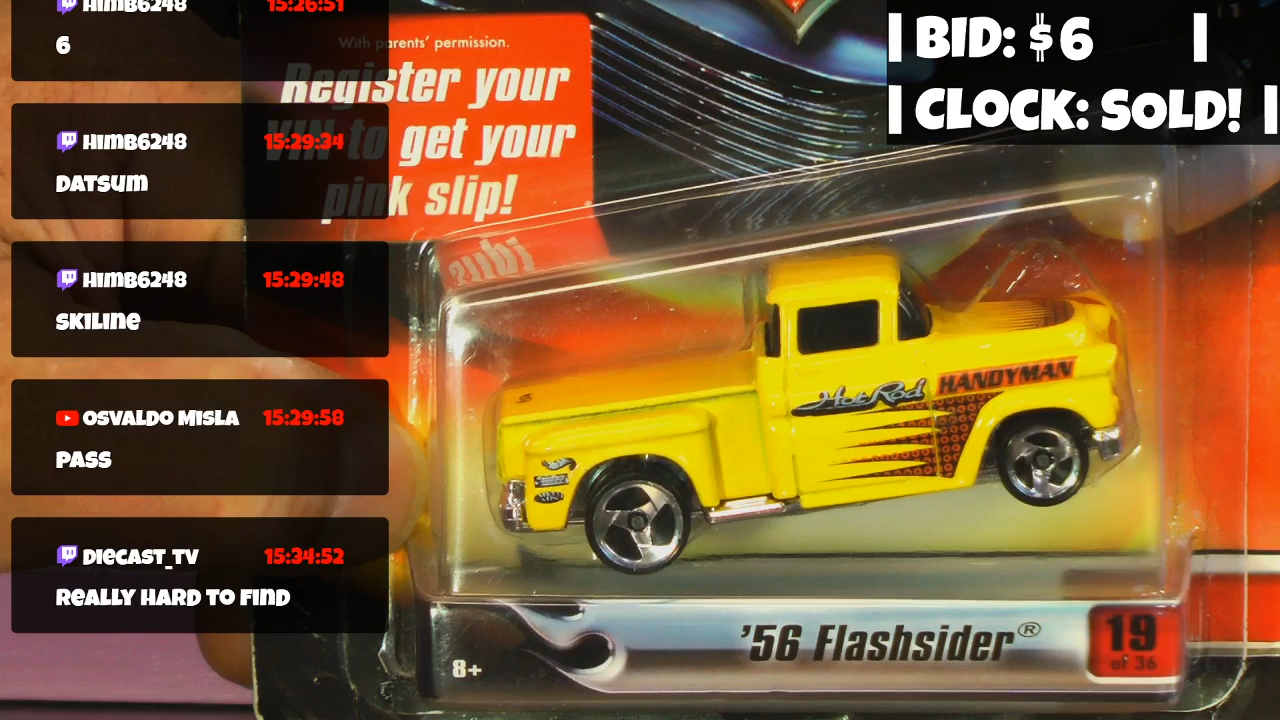 HIMB6248 15:26:51
6
HIMB6248 15:29:34
DATSUM
HIMB6248 15:29:48
SKILINE
OSVALDO MISLA 15:29:58
PASS
DIECAST_TV 15:34:52
REALLY HARD TO FIND
With parents' permission.
Register your
VIN to get your
pink slip!
| BID: $6 |
| CLOCK: SOLD! |
Hot Rod HANDYMAN
'56 Flashsider®
8+
19
of 36